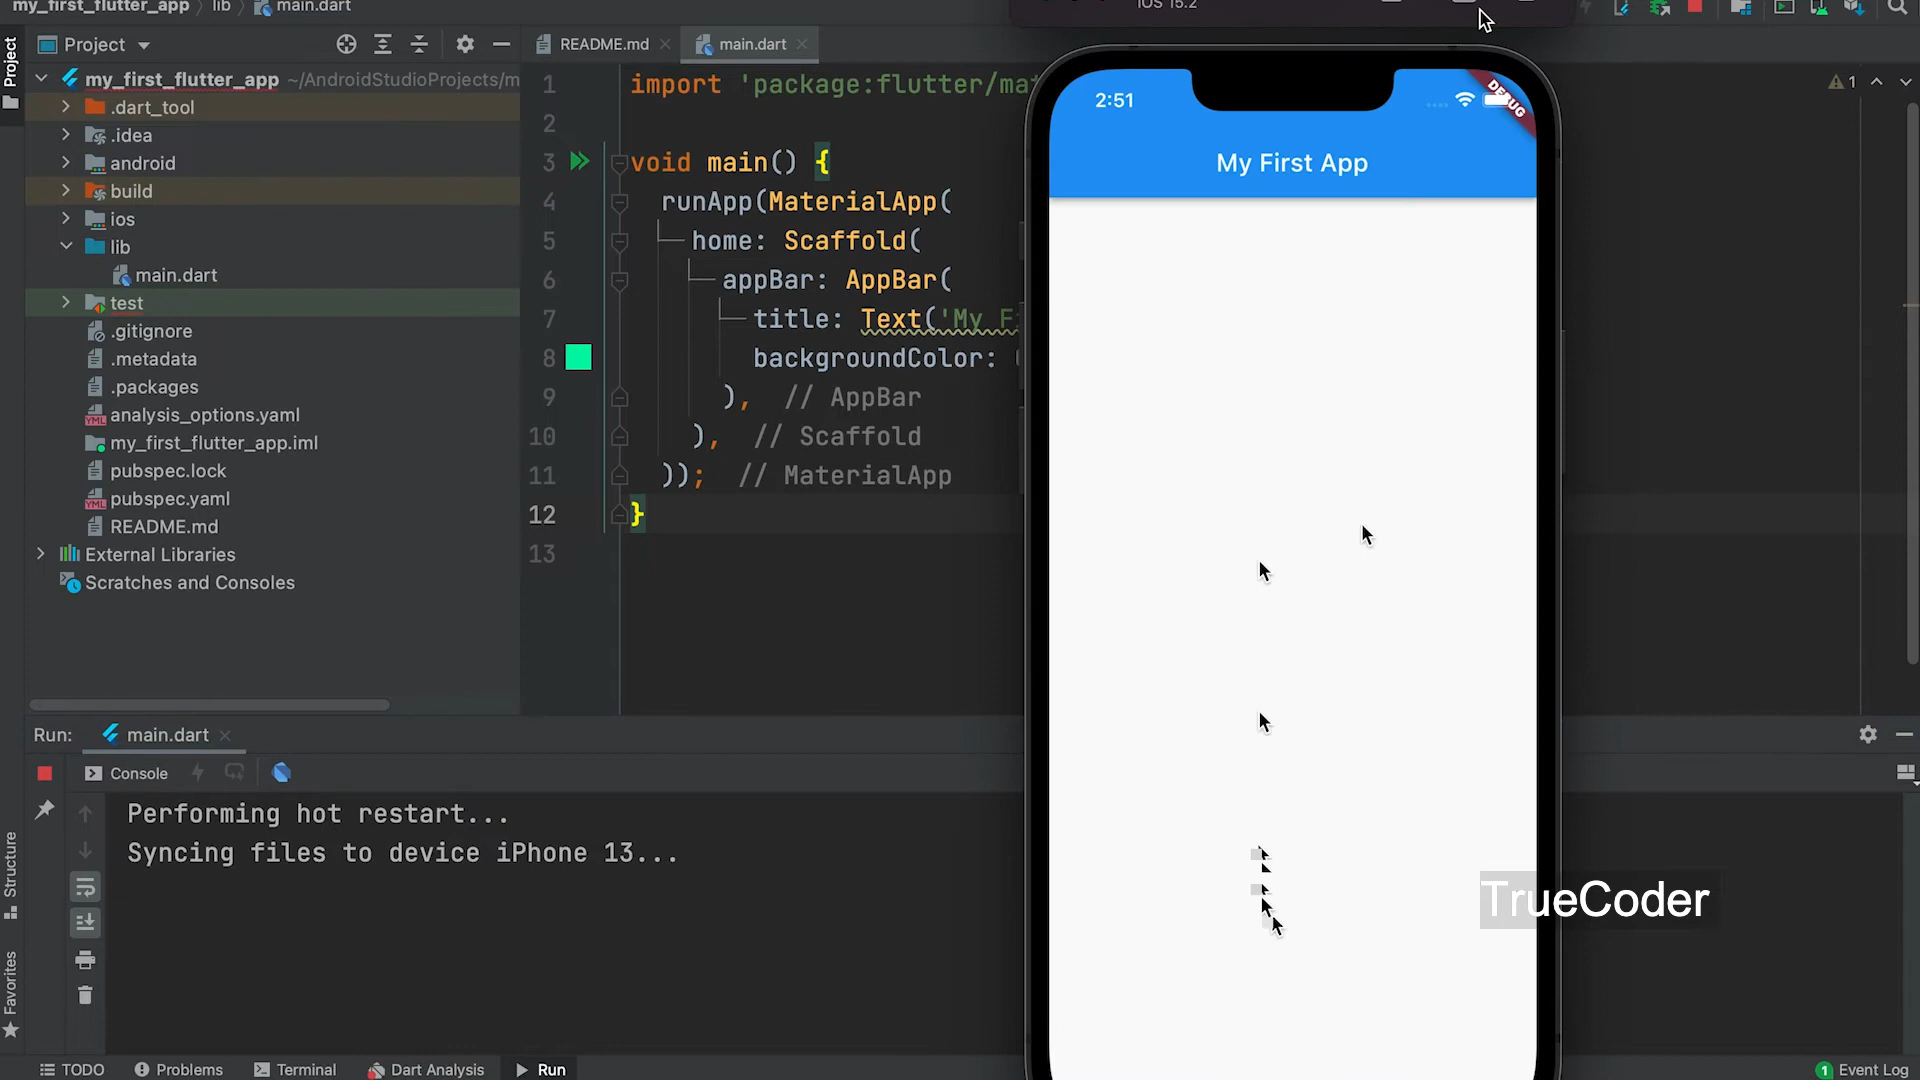 my_first_flutter_app lib main.dart
iOS 15.2
Project
README.md
main.dart
Project
my_first_flutter_app ~/AndroidStudioProjects/m
.dart_tool
.idea
android
build
ios
lib
main.dart
test
.gitignore
.metadata
.packages
analysis_options.yaml
my_first_flutter_app.iml
pubspec.lock
pubspec.yaml
README.md
External Libraries
Scratches and Consoles
1 import 'package:flutter/mat
2
3 void main() {
4 runApp(MaterialApp(
5 home: Scaffold(
6 appBar: AppBar(
7 title: Text('My F
8 backgroundColor:
9 ), // AppBar
10 ), // Scaffold
11 )); // MaterialApp
12 }
13
1
2:51
DEBUG
My First App
Run: main.dart
Console
Performing hot restart...
Syncing files to device iPhone 13...
TrueCoder
Structure
Favorites
TODO Problems Terminal Dart Analysis Run
1 Event Log